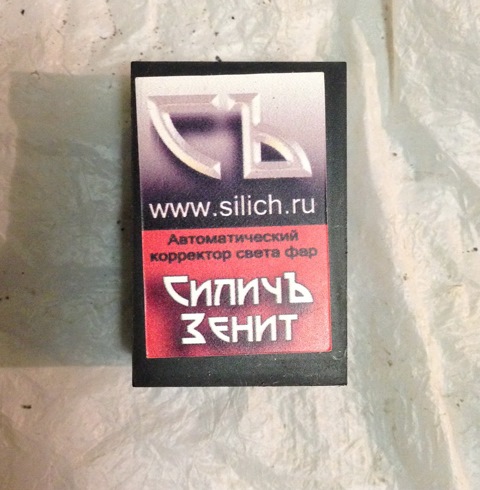 СЪ
www.silich.ru
Автоматический
корректор света фар
СИЛИЧЪ
ЗЕНИТ